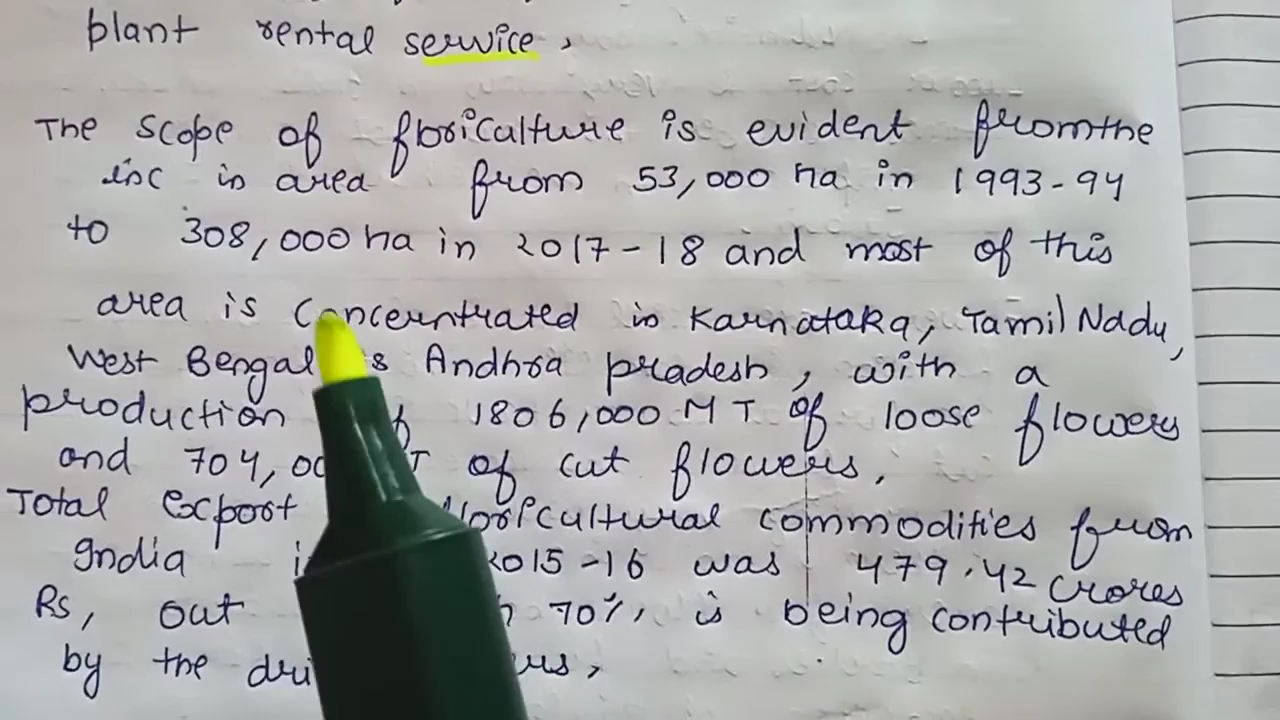 plant rental service,
The scope of floriculture is evident from the
inc in area from 53,000 ha in 1993-94
to 308,000 ha in 2017-18 and most of this
area is concentrated in Karnataka, Tamil Nadu,
West Bengal Andhra pradesh, with a
production 1806,000 MT of loose flowers
and 704, of cut flowers,
Total Export floricultural commodities from
India 2015-16 was 479.42 crores
Rs, out 70% is being contributed
by the